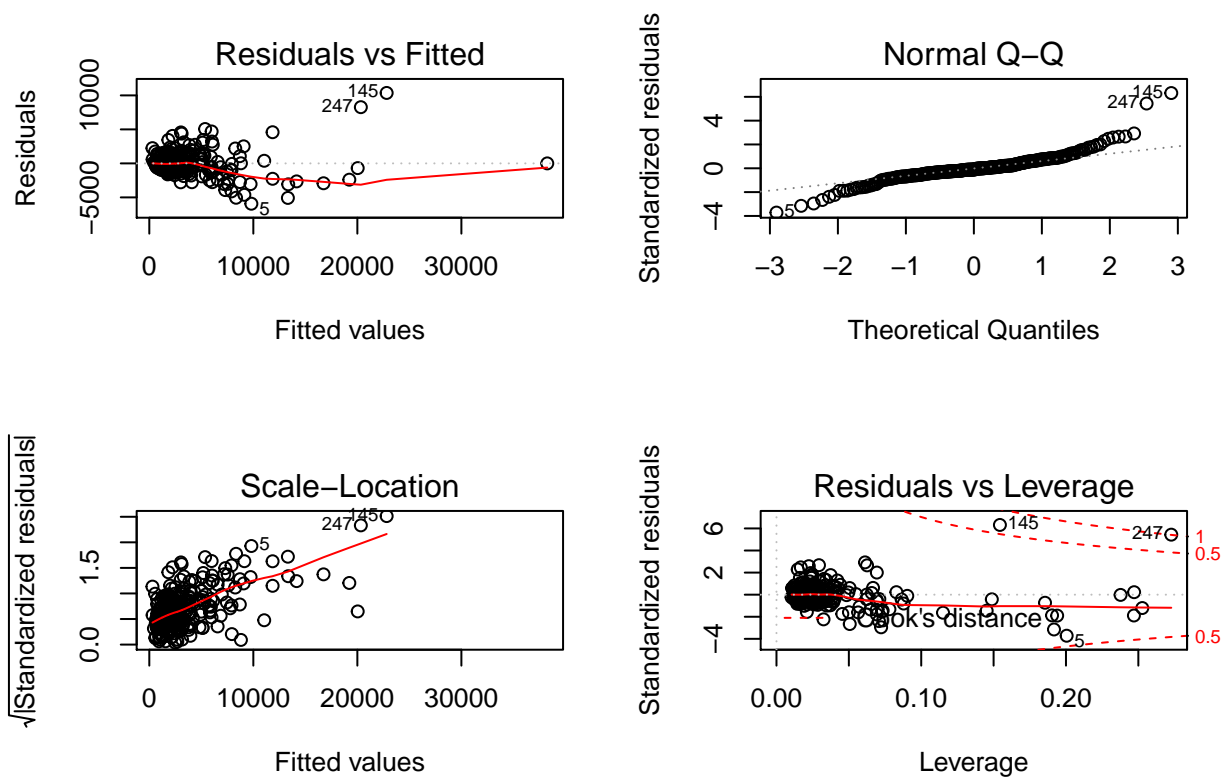 Residuals vs Fitted
Residuals
10000
−5000
145
247
5
0 10000 20000 30000
Fitted values
Normal Q−Q
Standardized residuals
4
0
−4
145
247
5
−3 −2 −1 0 1 2 3
Theoretical Quantiles
Scale−Location
√|Standardized residuals|
1.5
0.0
145
247
5
0 10000 20000 30000
Fitted values
Residuals vs Leverage
Standardized residuals
6
2
−4
145
247
5
ok's distance
1
0.5
0.5
0.00 0.10 0.20
Leverage